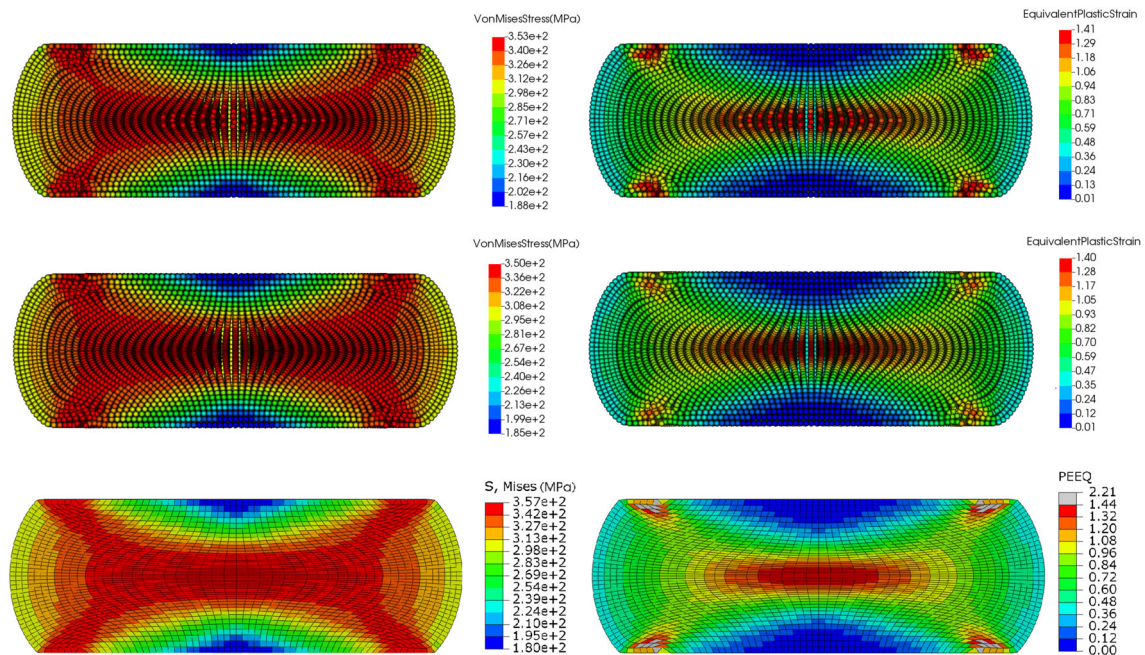 VonMisesStress(MPa)
3.53e+2
3.40e+2
3.26e+2
3.12e+2
2.98e+2
2.85e+2
2.71e+2
2.57e+2
2.43e+2
2.30e+2
2.16e+2
2.02e+2
1.88e+2
EquivalentPlasticStrain
1.41
1.29
1.18
1.06
0.94
0.83
0.71
0.59
0.48
0.36
0.24
0.13
0.01
VonMisesStress(MPa)
3.50e+2
3.36e+2
3.22e+2
3.08e+2
2.95e+2
2.81e+2
2.67e+2
2.54e+2
2.40e+2
2.26e+2
2.13e+2
1.99e+2
1.85e+2
EquivalentPlasticStrain
1.40
1.28
1.17
1.05
0.93
0.82
0.70
0.59
0.47
0.35
0.24
0.12
0.01
S, Mises (MPa)
3.57e+2
3.42e+2
3.27e+2
3.13e+2
2.98e+2
2.83e+2
2.69e+2
2.54e+2
2.39e+2
2.24e+2
2.10e+2
1.95e+2
1.80e+2
PEEQ
2.21
1.44
1.32
1.20
1.08
0.96
0.84
0.72
0.60
0.48
0.36
0.24
0.12
0.00